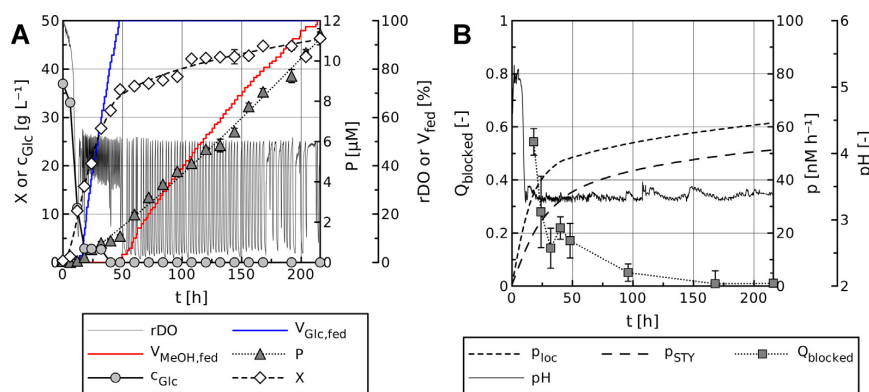 A
X or c_Glc [g L⁻¹]
50
40
30
20
10
0
0 50 100 150 200
t [h]
12
10
8
6
4
2
0
P [µM]
100
80
60
40
20
0
rDO or V_fed [%]
rDO V_Glc,fed
V_MeOH,fed P
c_Glc X
B
Q_blocked [-]
1
0.8
0.6
0.4
0.2
0
0 50 100 150 200
t [h]
100
80
60
40
20
0
p [nM h⁻¹]
6
5
4
3
2
pH [-]
p_loc p_STY Q_blocked
pH